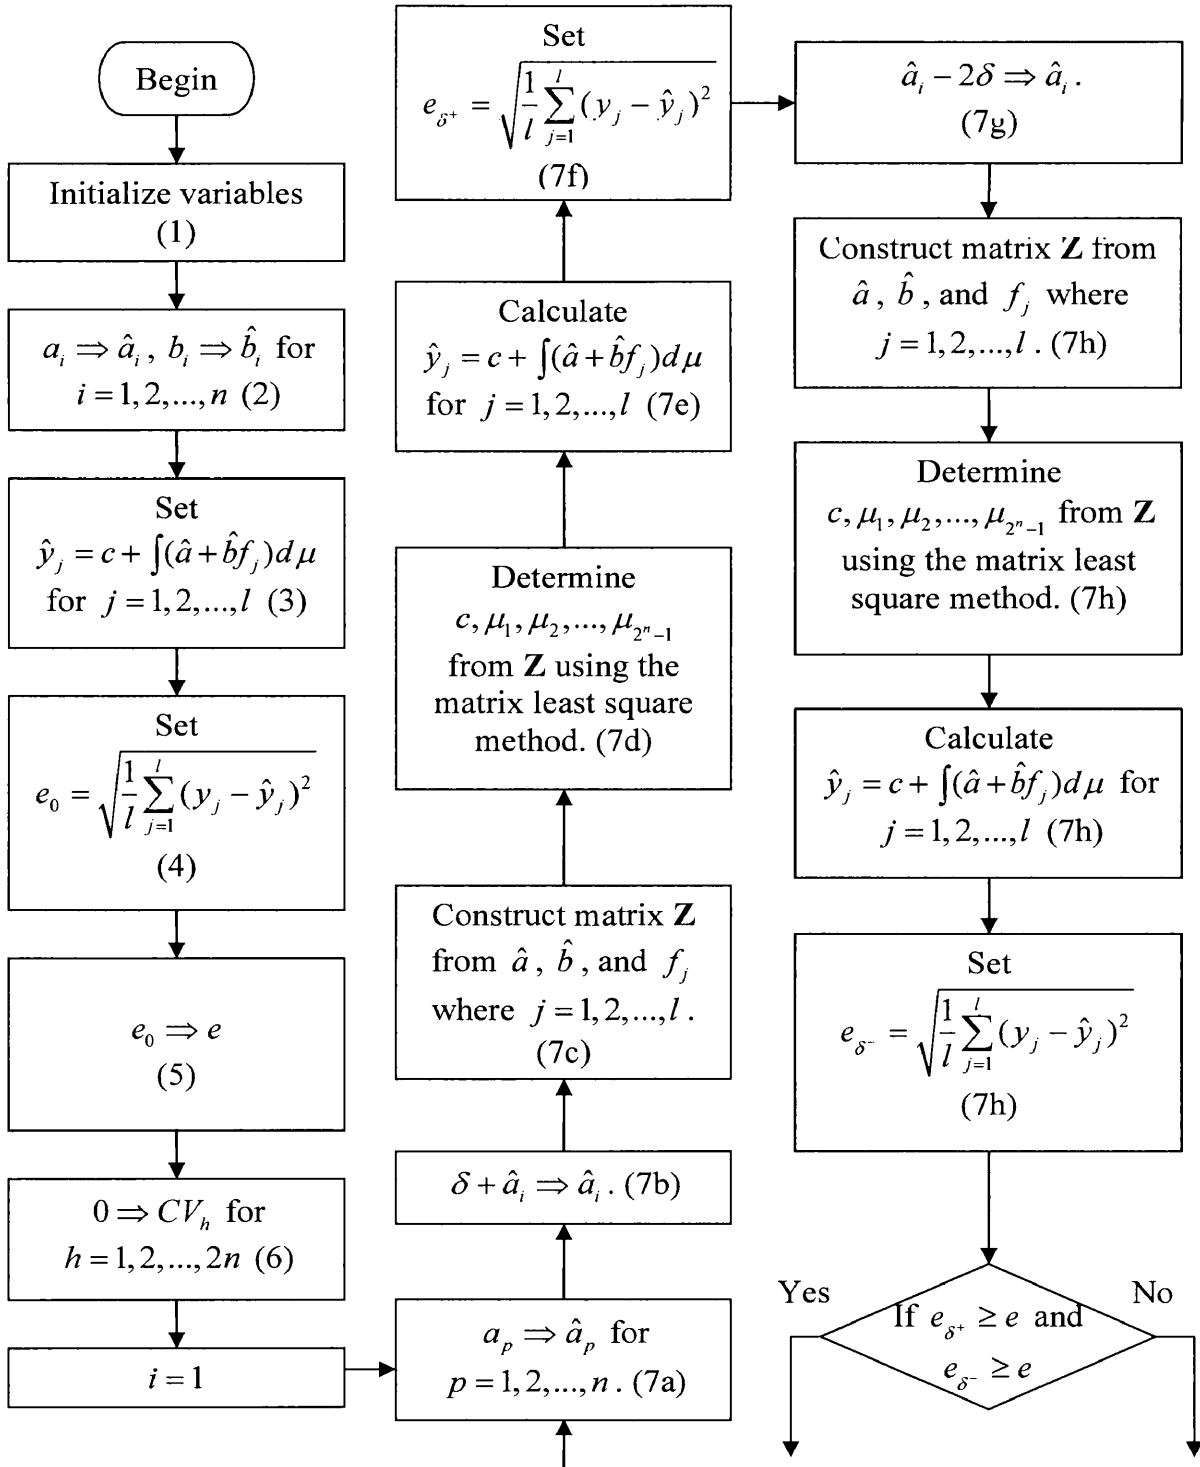 Begin
Initialize variables
(1)
a_i ⇒ â_i, b_i ⇒ b̂_i for
i = 1, 2, ..., n (2)
Set
ŷ_j = c + ∫(â + b̂f_j)dμ
for j = 1, 2, ..., l (3)
Set
e_0 = √(1/l ∑_{j=1}^{l} (y_j − ŷ_j)²)
(4)
e_0 ⇒ e
(5)
0 ⇒ CV_h for
h = 1, 2, ..., 2n (6)
i = 1
a_p ⇒ â_p for
p = 1, 2, ..., n. (7a)
δ + â_i ⇒ â_i. (7b)
Construct matrix Z
from â, b̂, and f_j
where j = 1, 2, ..., l.
(7c)
Determine
c, μ_1, μ_2, ..., μ_{2^n−1}
from Z using the
matrix least square
method. (7d)
Calculate
ŷ_j = c + ∫(â + b̂f_j)dμ
for j = 1, 2, ..., l (7e)
Set
e_{δ⁺} = √(1/l ∑_{j=1}^{l} (y_j − ŷ_j)²)
(7f)
â_i − 2δ ⇒ â_i.
(7g)
Construct matrix Z from
â, b̂, and f_j where
j = 1, 2, ..., l. (7h)
Determine
c, μ_1, μ_2, ..., μ_{2^n−1} from Z
using the matrix least
square method. (7h)
Calculate
ŷ_j = c + ∫(â + b̂f_j)dμ for
j = 1, 2, ..., l (7h)
Set
e_{δ⁻} = √(1/l ∑_{j=1}^{l} (y_j − ŷ_j)²)
(7h)
Yes
No
If e_{δ⁺} ≥ e and
e_{δ⁻} ≥ e